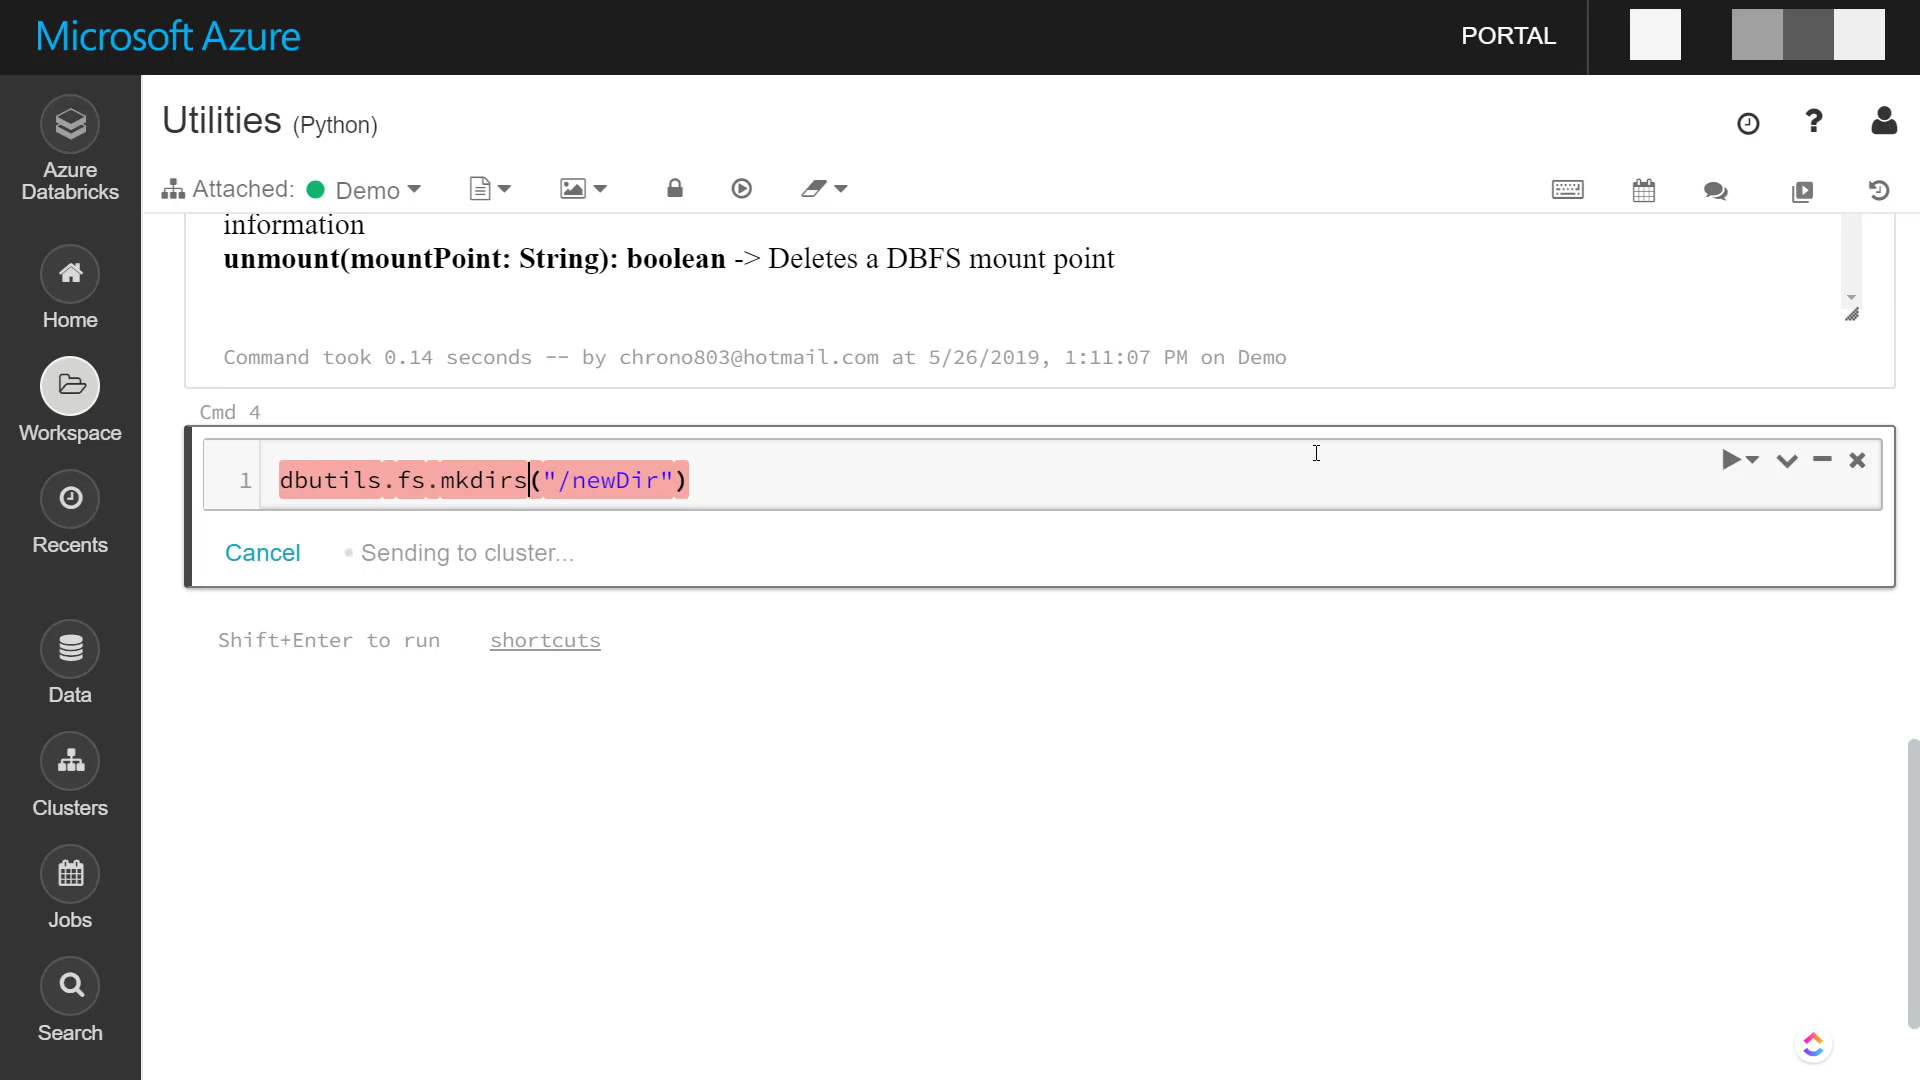 Microsoft Azure
PORTAL
Azure
Databricks
Home
Workspace
Recents
Data
Clusters
Jobs
Search
Utilities (Python)
?
Attached: Demo
information
unmount(mountPoint: String): boolean -> Deletes a DBFS mount point
Command took 0.14 seconds -- by chrono803@hotmail.com at 5/26/2019, 1:11:07 PM on Demo
Cmd 4
1 dbutils.fs.mkdirs("/newDir")
Cancel Sending to cluster...
Shift+Enter to run shortcuts